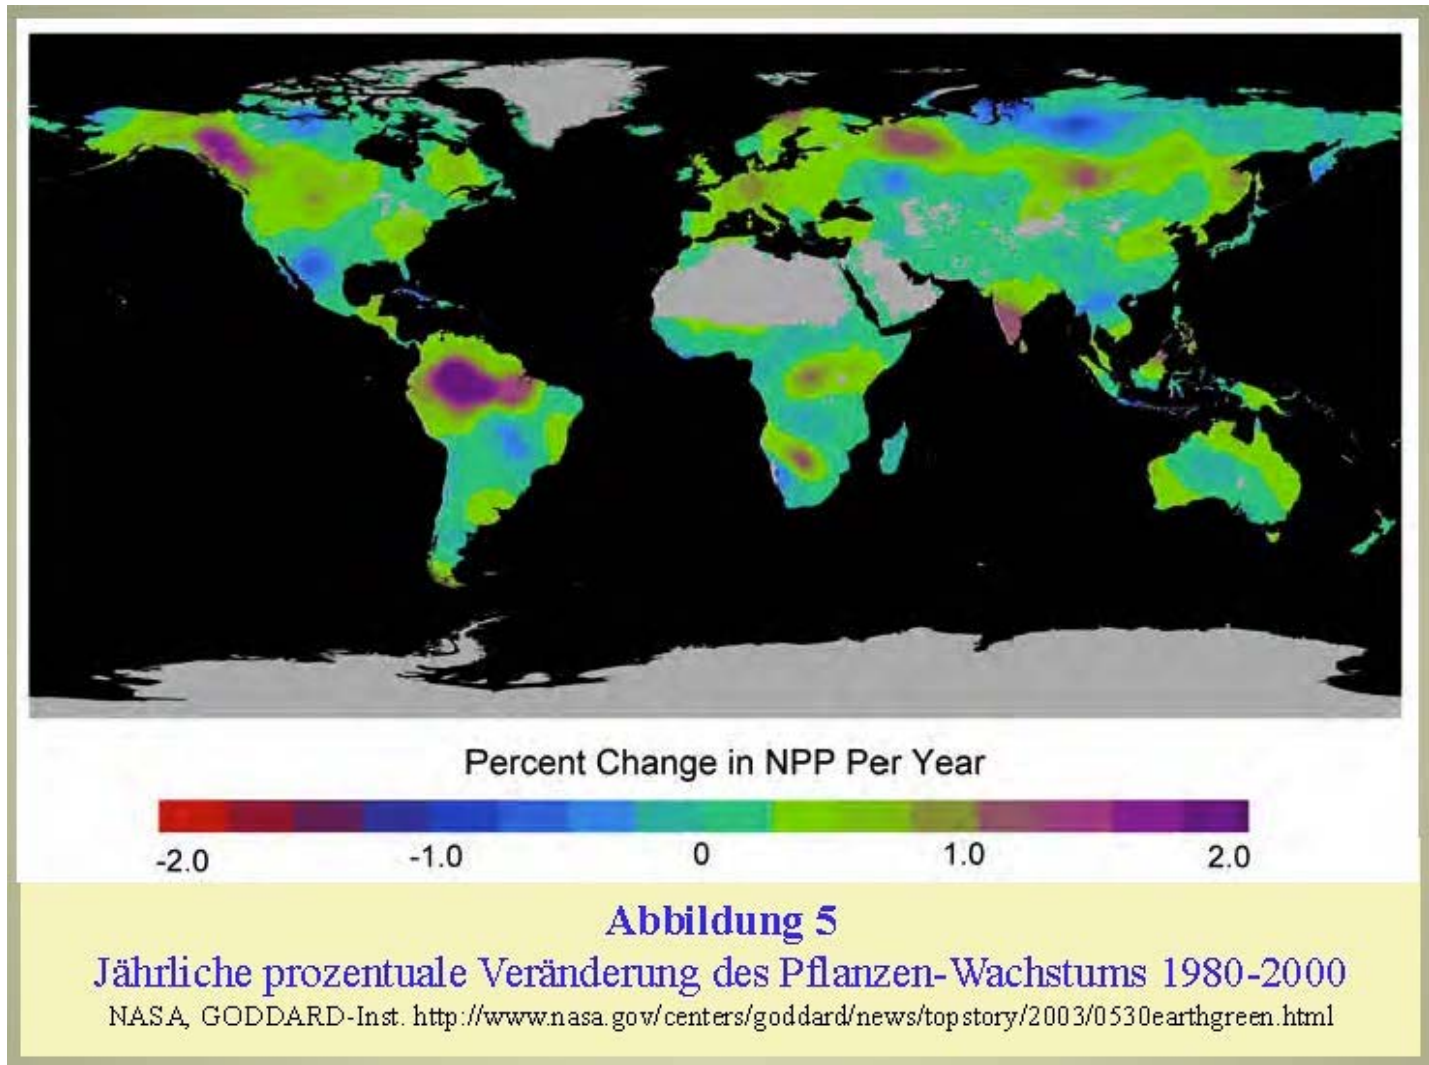 Percent Change in NPP Per Year
-2.0 -1.0 0 1.0 2.0
Abbildung 5
Jährliche prozentuale Veränderung des Pflanzen-Wachstums 1980-2000
NASA, GODDARD-Inst. http://www.nasa.gov/centers/goddard/news/topstory/2003/0530earthgreen.html